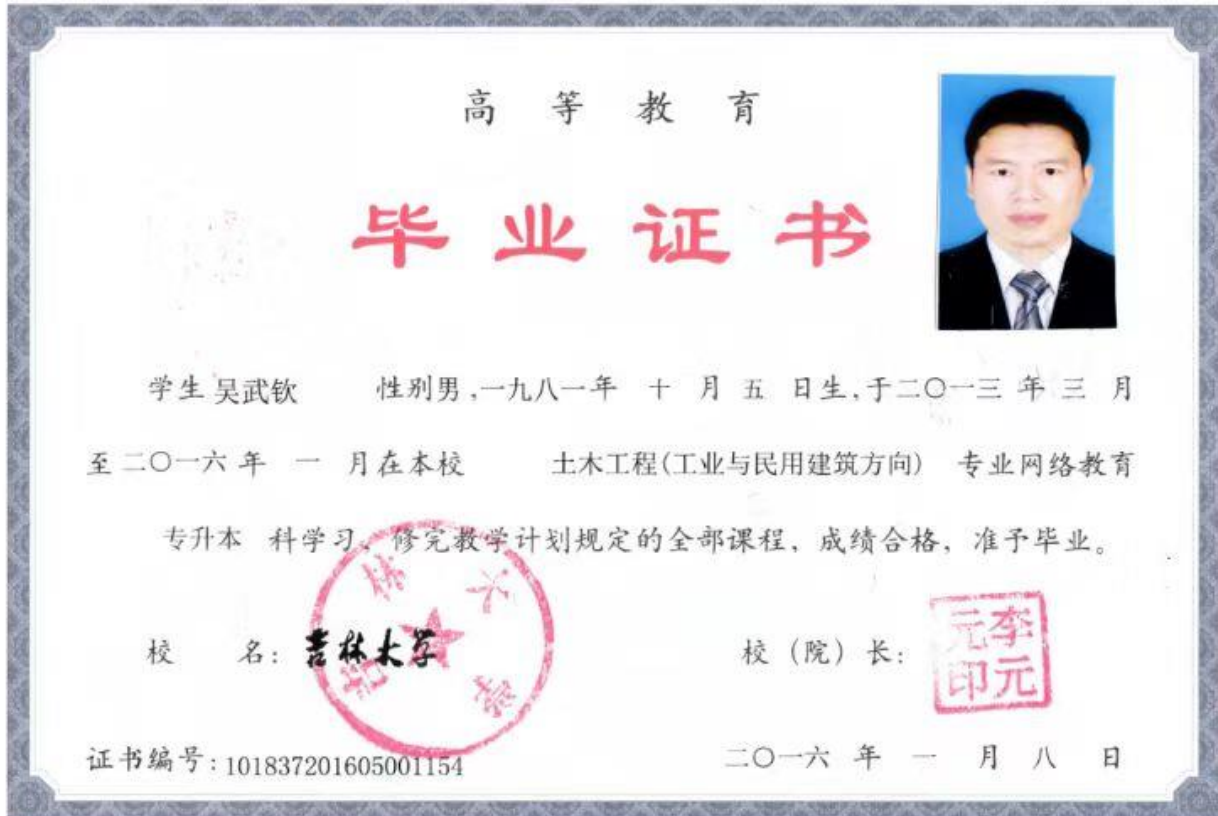 高等教育
毕业证书
学生 吴武钦 性别男,一九八一年 十 月 五 日生,于二〇一三 年 三 月
至二〇一六 年 一 月在本校 土木工程(工业与民用建筑方向) 专业网络教育
专升本 科学习、修完教学计划规定的全部课程、成绩合格,准予毕业。
校 名:吉林大学 校(院)长:
吉林大学
李元元印
证书编号:101837201605001154 二〇一六 年 一 月 八 日